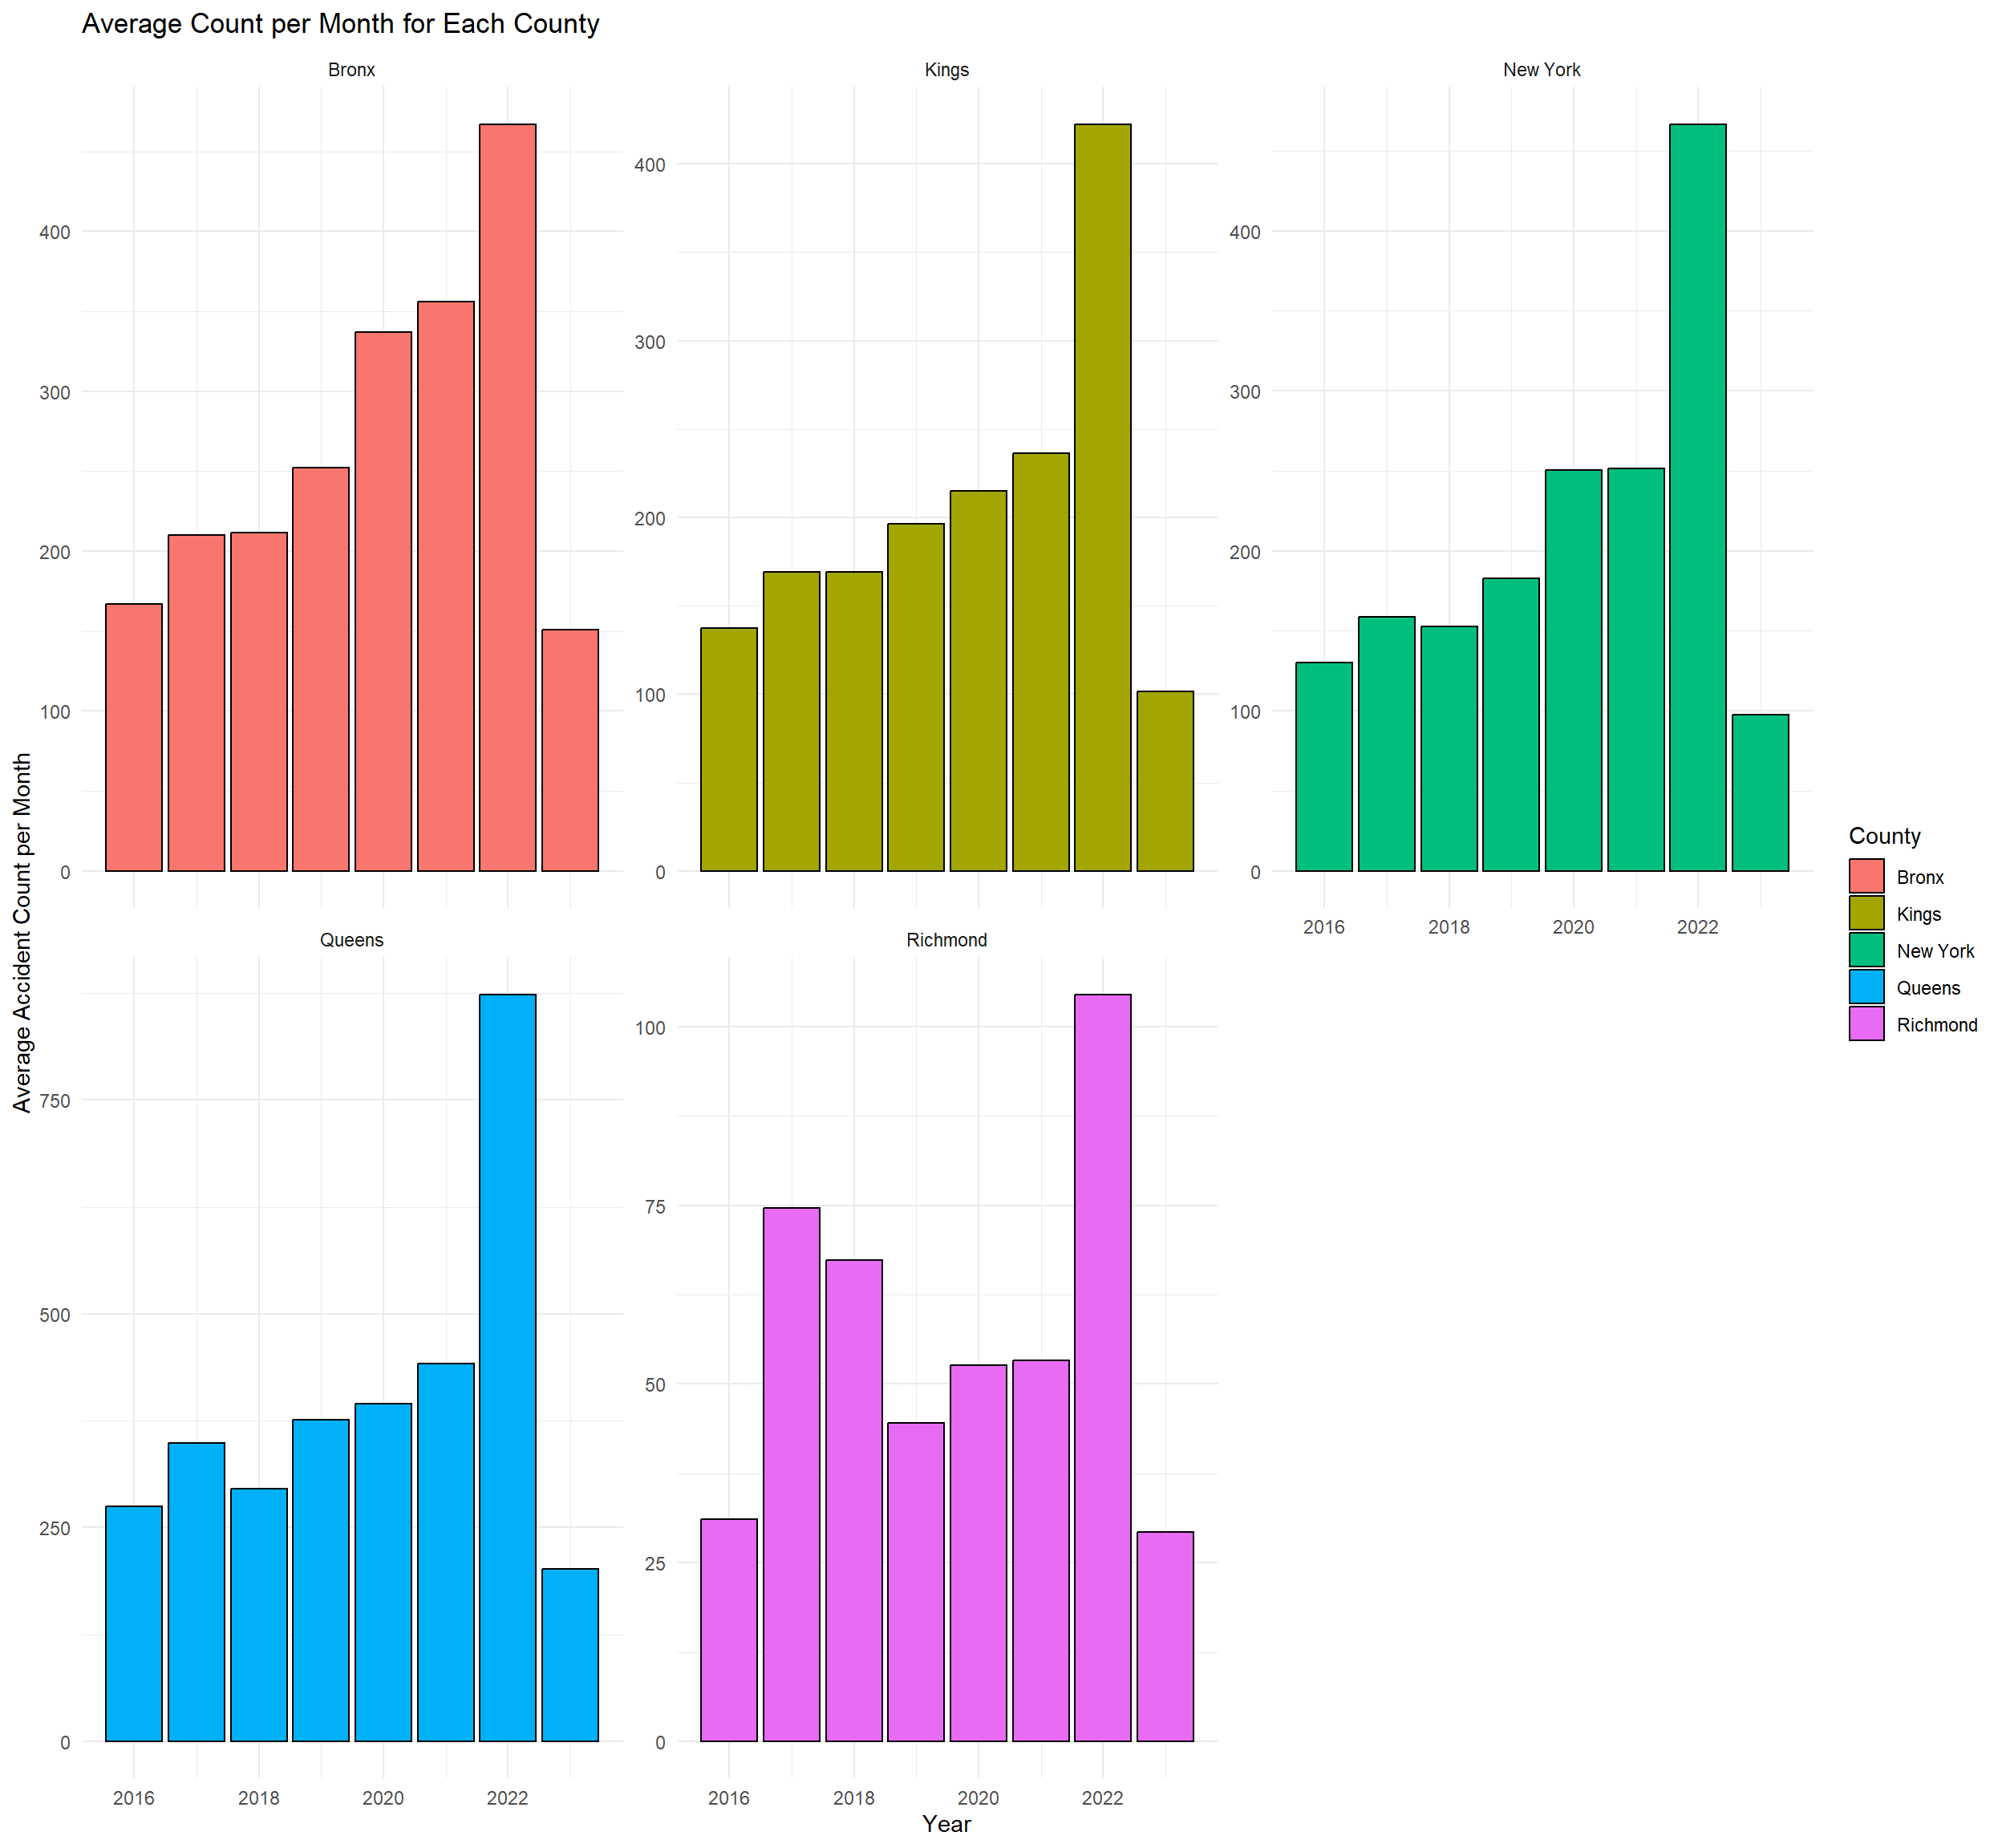 Average Count per Month for Each County
Bronx
Kings
New York
400
300
200
100
0
400
300
200
100
0
400
300
200
100
0
2016 2018 2020 2022
Queens
Richmond
750
500
250
0
100
75
50
25
0
2016 2018 2020 2022
2016 2018 2020 2022
Year
Average Accident Count per Month
County
Bronx
Kings
New York
Queens
Richmond